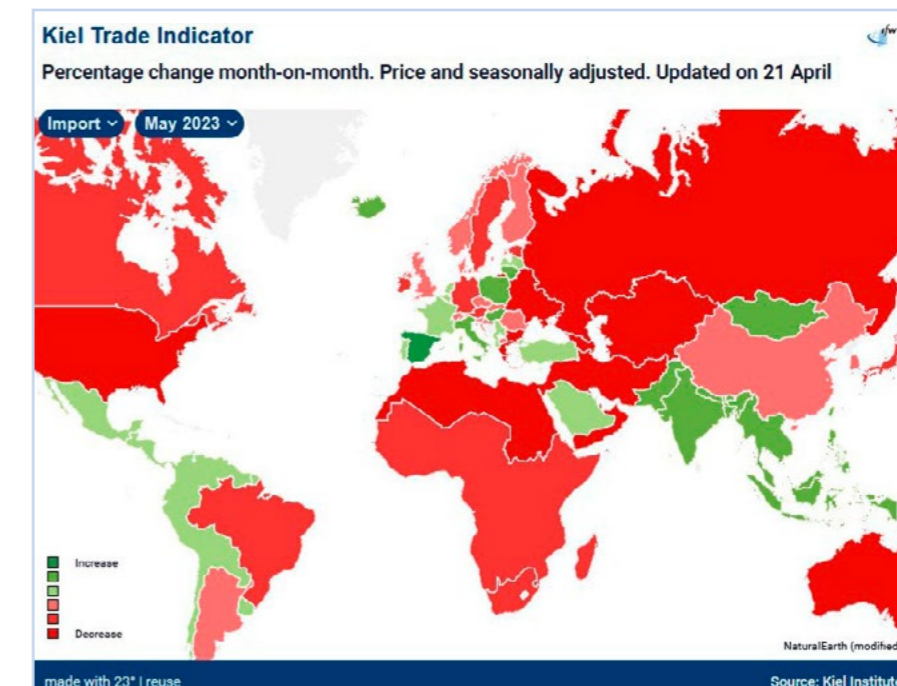 Kiel Trade Indicator
ifw
Percentage change month-on-month. Price and seasonally adjusted. Updated on 21 April
Import
May 2023
Increase
Decrease
NaturalEarth (modified
made with 23° | reuse
Source: Kiel Institute